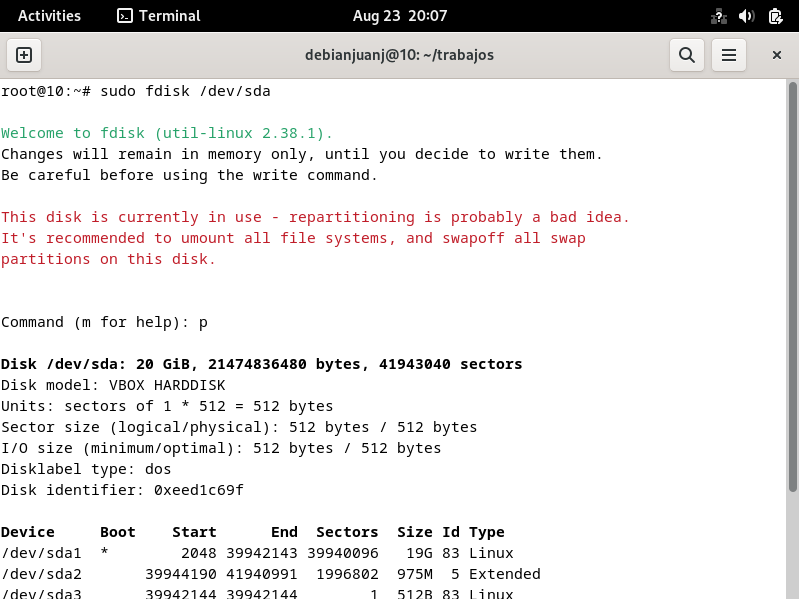 Activities Terminal Aug 23 20:07
debianjuanj@10: ~/trabajos
root@10:~# sudo fdisk /dev/sda
Welcome to fdisk (util-linux 2.38.1).
Changes will remain in memory only, until you decide to write them.
Be careful before using the write command.
This disk is currently in use - repartitioning is probably a bad idea.
It's recommended to umount all file systems, and swapoff all swap
partitions on this disk.
Command (m for help): p
Disk /dev/sda: 20 GiB, 21474836480 bytes, 41943040 sectors
Disk model: VBOX HARDDISK
Units: sectors of 1 * 512 = 512 bytes
Sector size (logical/physical): 512 bytes / 512 bytes
I/O size (minimum/optimal): 512 bytes / 512 bytes
Disklabel type: dos
Disk identifier: 0xeed1c69f
Device Boot Start End Sectors Size Id Type
/dev/sda1 * 2048 39942143 39940096 19G 83 Linux
/dev/sda2 39944190 41940991 1996802 975M 5 Extended
/dev/sda3 39942144 39942144 1 512B 83 Linux